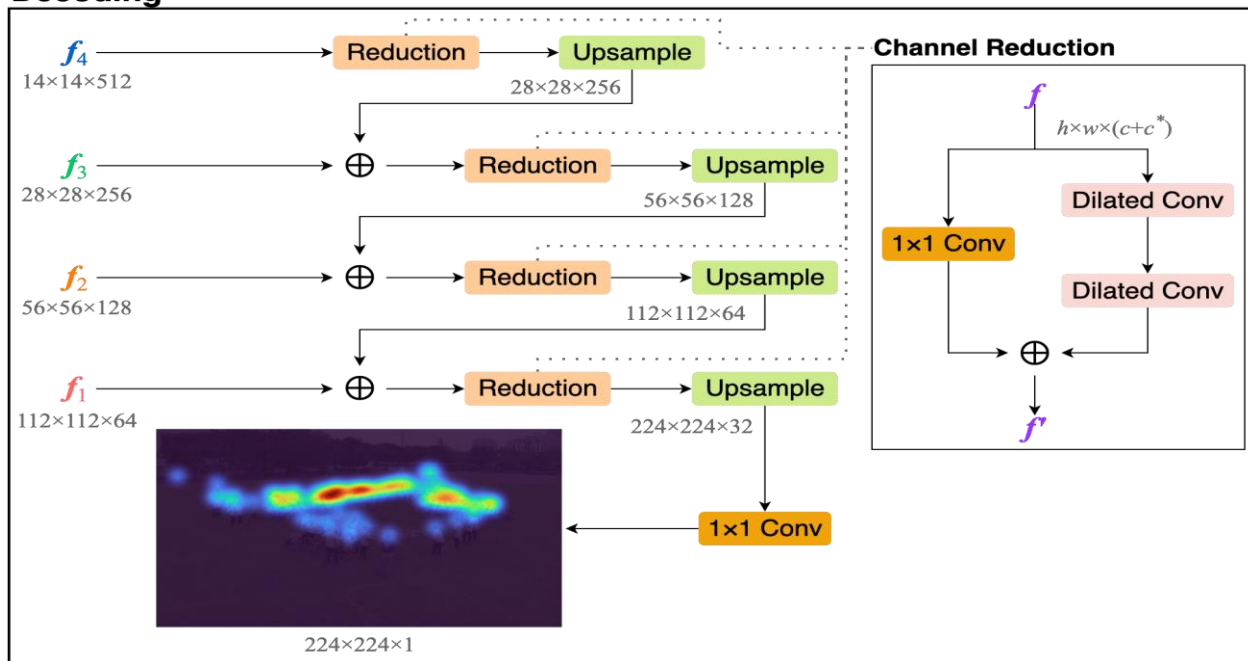 Decoding
f4
14×14×512
Reduction
Upsample
28×28×256
f3
28×28×256
Reduction
Upsample
56×56×128
f2
56×56×128
Reduction
Upsample
112×112×64
f1
112×112×64
Reduction
Upsample
224×224×32
1×1 Conv
224×224×1
Channel Reduction
f
h×w×(c+c*)
Dilated Conv
1×1 Conv
Dilated Conv
f'